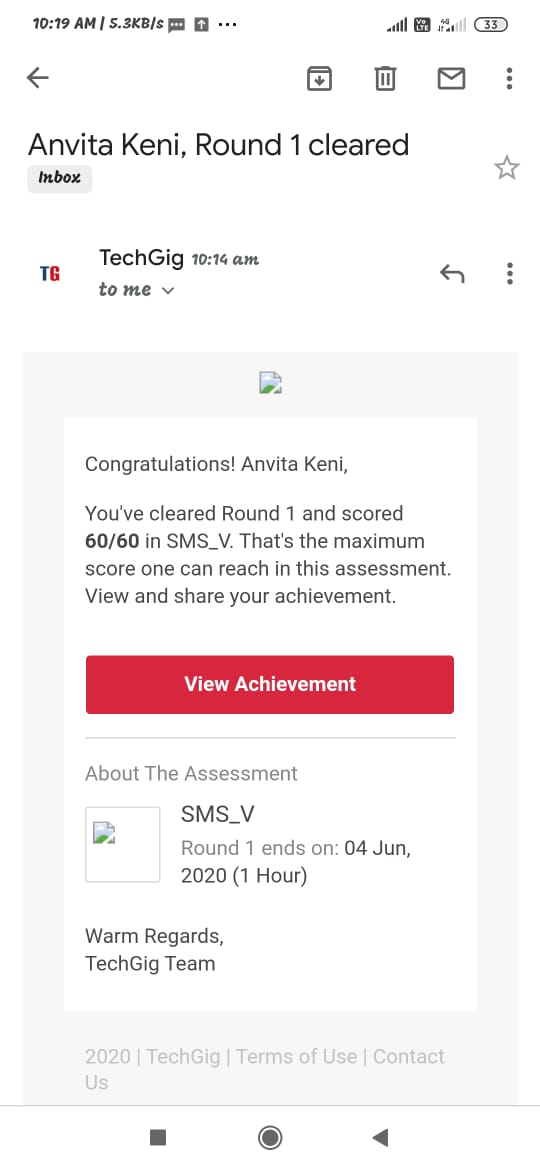 10:19 AM | 5.3KB/s ...
Vo LTE 4G 33
Anvita Keni, Round 1 cleared
Inbox
TG
TechGig 10:14 am
to me
Congratulations! Anvita Keni,
You've cleared Round 1 and scored
60/60 in SMS_V. That's the maximum
score one can reach in this assessment.
View and share your achievement.
View Achievement
About The Assessment
SMS_V
Round 1 ends on: 04 Jun,
2020 (1 Hour)
Warm Regards,
TechGig Team
2020 | TechGig | Terms of Use | Contact
Us